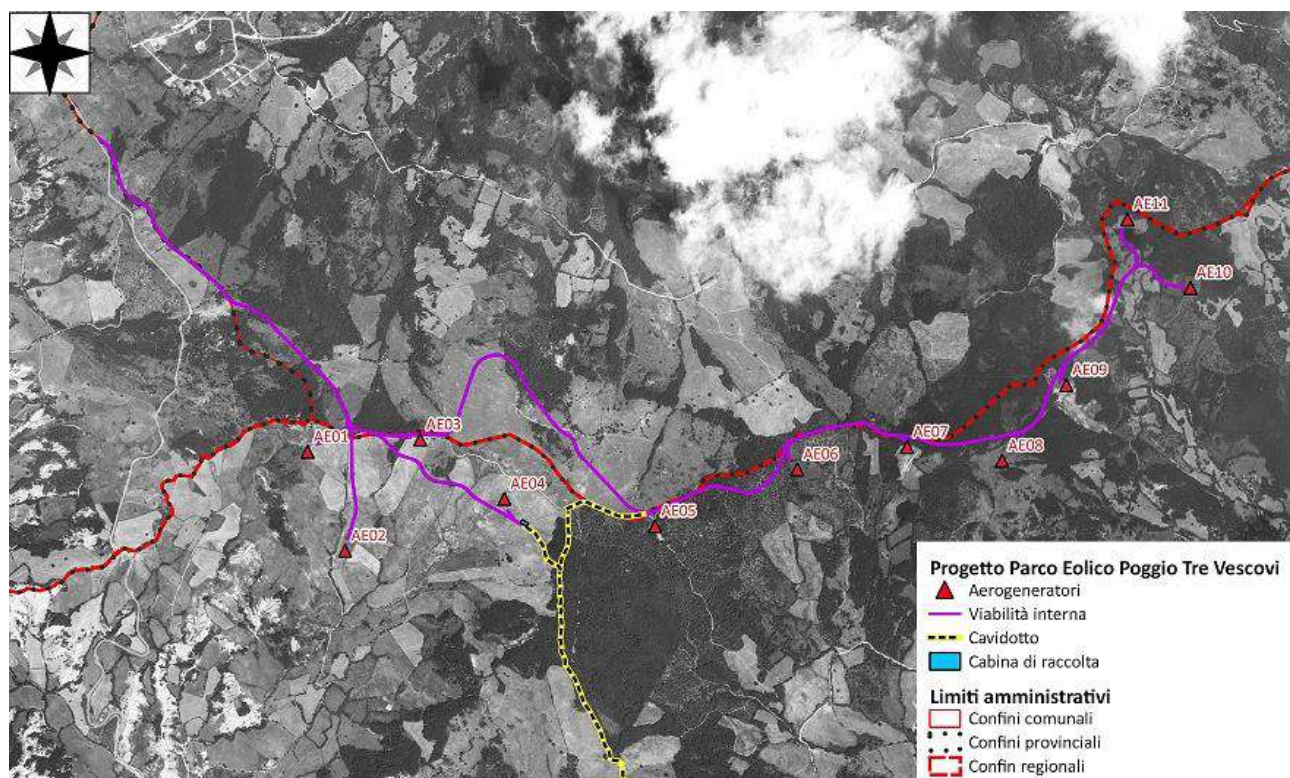 AE11
AE10
AE09
AE03
AE01
AE07
AE08
AE06
AE04
AE05
AE02
Progetto Parco Eolico Poggio Tre Vescovi
Aerogeneratori
Viabilità interna
Cavidotto
Cabina di raccolta
Limiti amministrativi
Confini comunali
Confini provinciali
Confin regionali